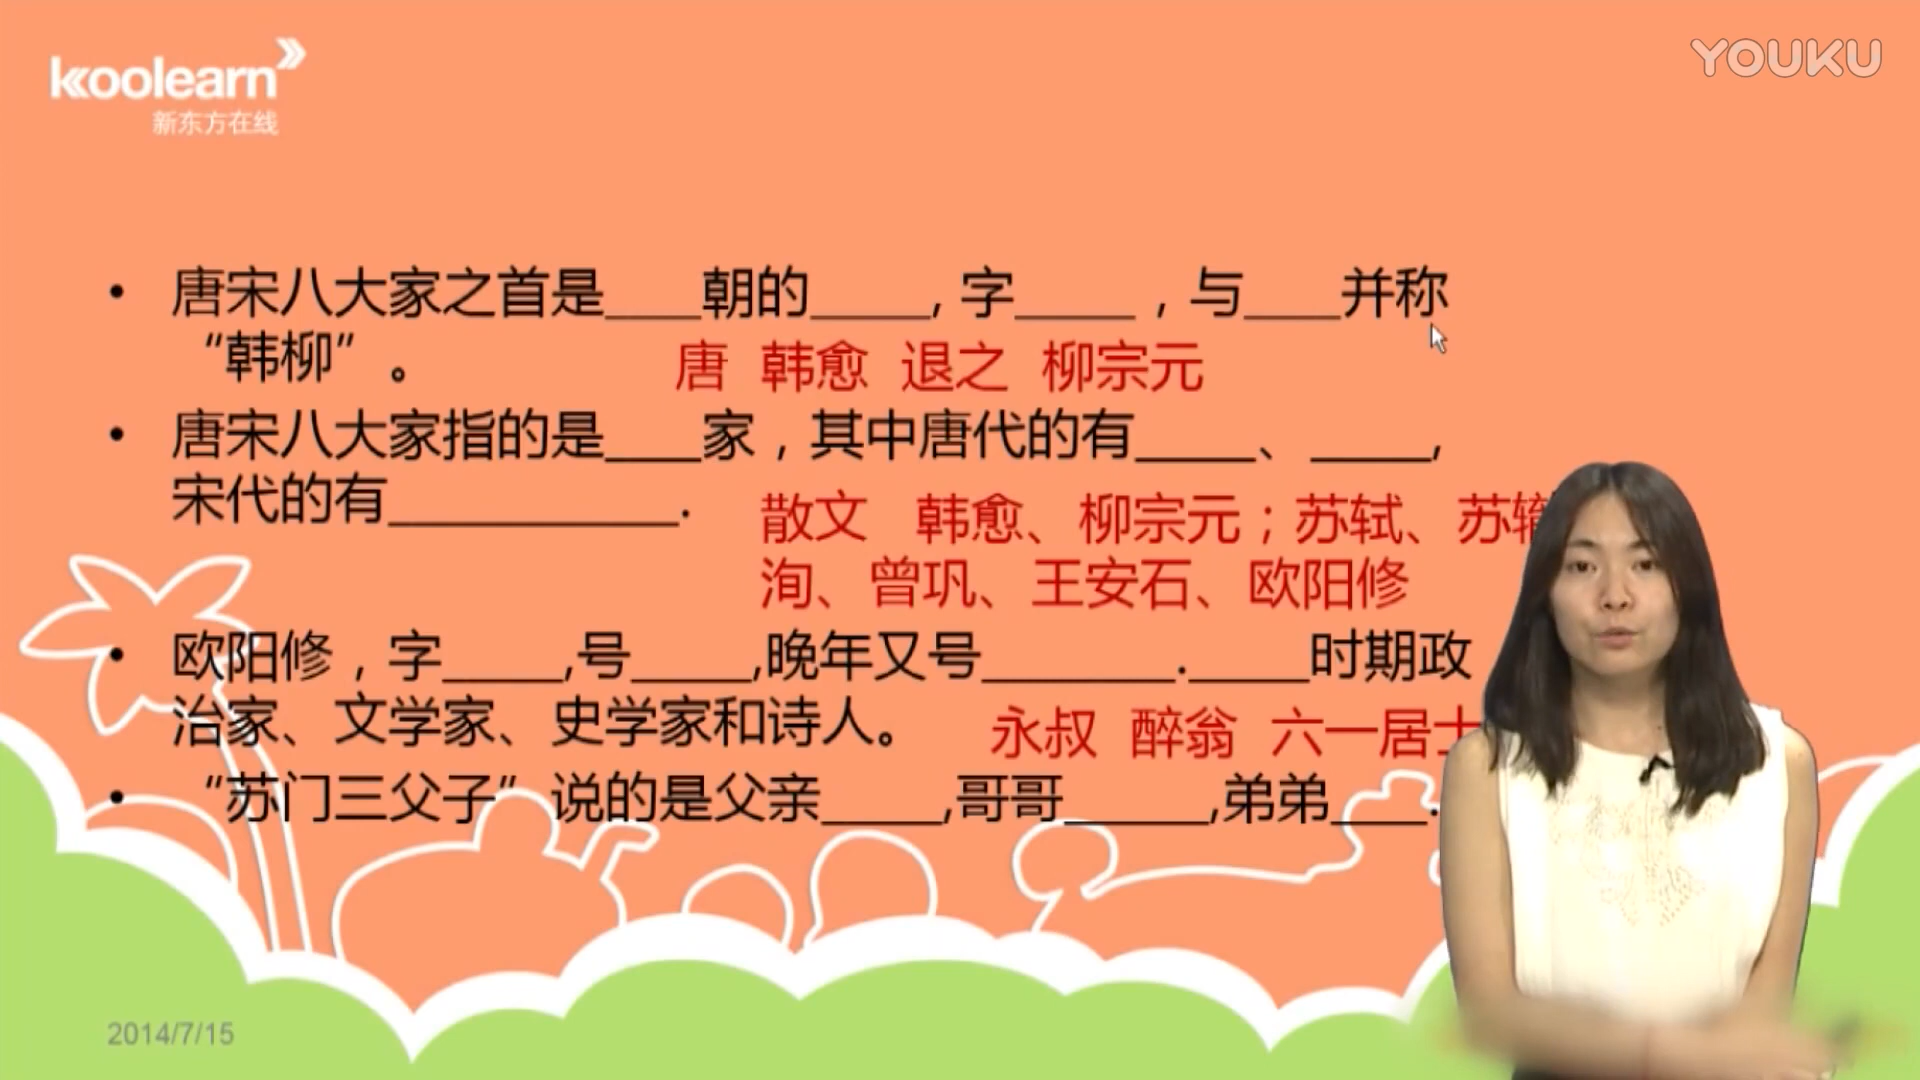 koolearn
新东方在线
YOUKU
• 唐宋八大家之首是____朝的_____, 字_____，与____并称
“韩柳”。
唐 韩愈 退之 柳宗元
• 唐宋八大家指的是____家，其中唐代的有_____、_____,
宋代的有____________.
散文 韩愈、柳宗元；苏轼、苏
洵、曾巩、王安石、欧阳修
• 欧阳修，字_____,号_____,晚年又号________._____时期政
治家、文学家、史学家和诗人。
永叔 醉翁 六一居士
• “苏门三父子”说的是父亲_____,哥哥______,弟弟____.
2014/7/15